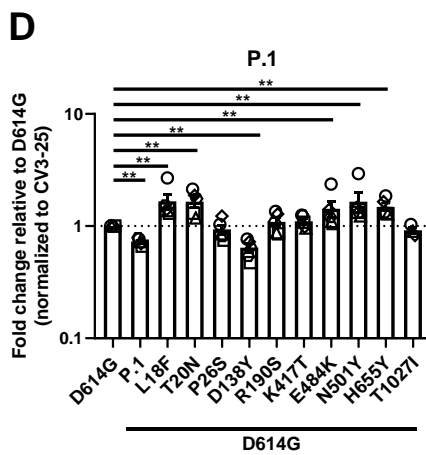 D
P.1
Fold change relative to D614G
(normalized to CV3-25)
10
1
0.1
**
**
**
**
**
**
**
D614G
P.1
L18F
T20N
P26S
D138Y
R190S
K417T
E484K
N501Y
H655Y
T1027I
D614G